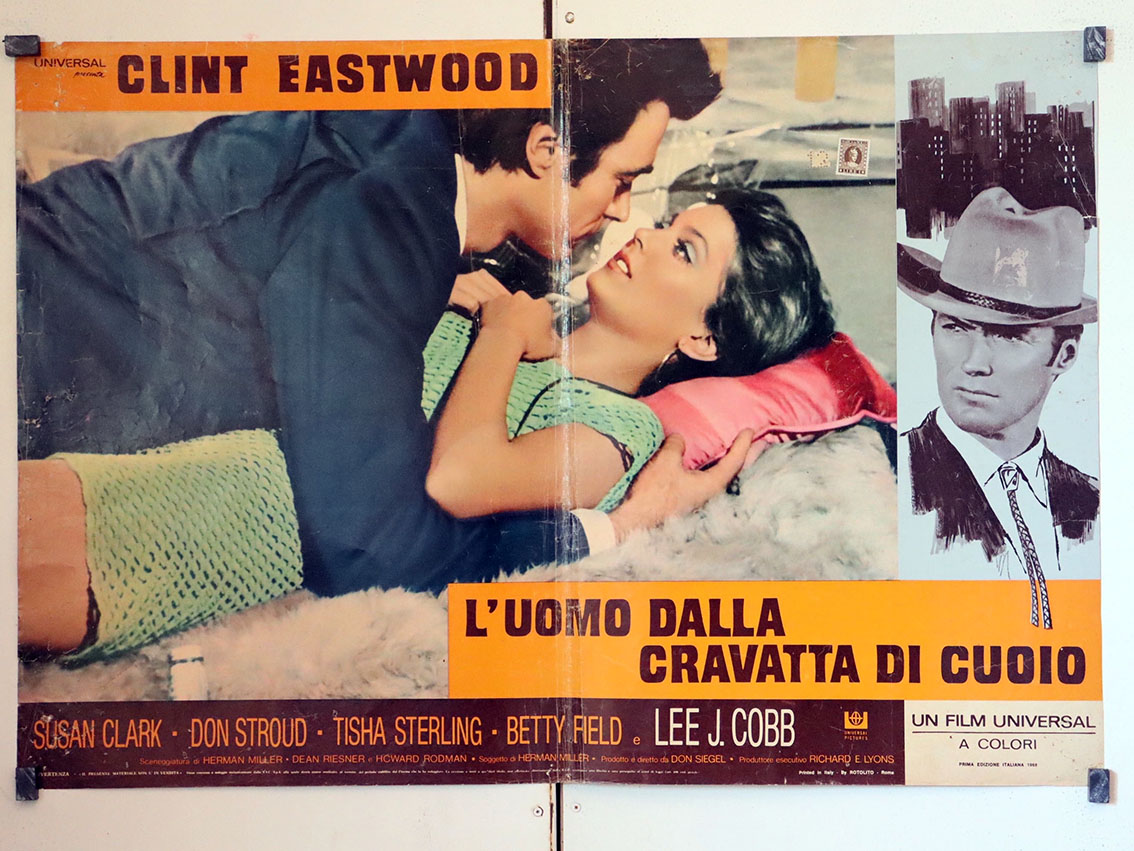 UNIVERSAL
presenta
CLINT EASTWOOD
L'UOMO DALLA
CRAVATTA DI CUOIO
SUSAN CLARK • DON STROUD • TISHA STERLING • BETTY FIELD e LEE J. COBB
Sceneggiatura di HERMAN MILLER • DEAN RIESNER e HOWARD RODMAN • Soggetto di HERMAN MILLER • Prodotto e diretto da DON SIEGEL • Produttore esecutivo RICHARD E LYONS
AVVERTENZA
Printed in Italy - By ROTOLITO - Roma
UNIVERSAL
PICTURES
UN FILM UNIVERSAL
A COLORI
PRIMA EDIZIONE ITALIANA 1968